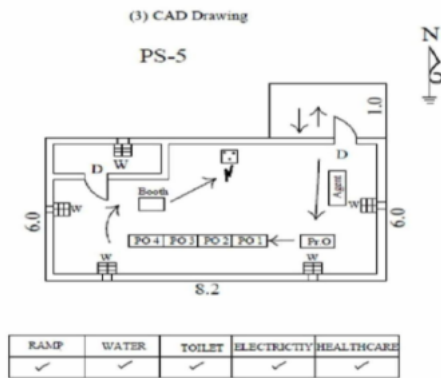 (3) CAD Drawing
PS-5
N
1.0
W
D
D
W
Booth
Agent
6.0
W
W
6.0
PO 4 PO 3 PO 2 PO 1
Pr.O
W
W
8.2
RAMP WATER TOILET ELECTRICTIY HEALTHCARE
✓ ✓ ✓ ✓ ✓